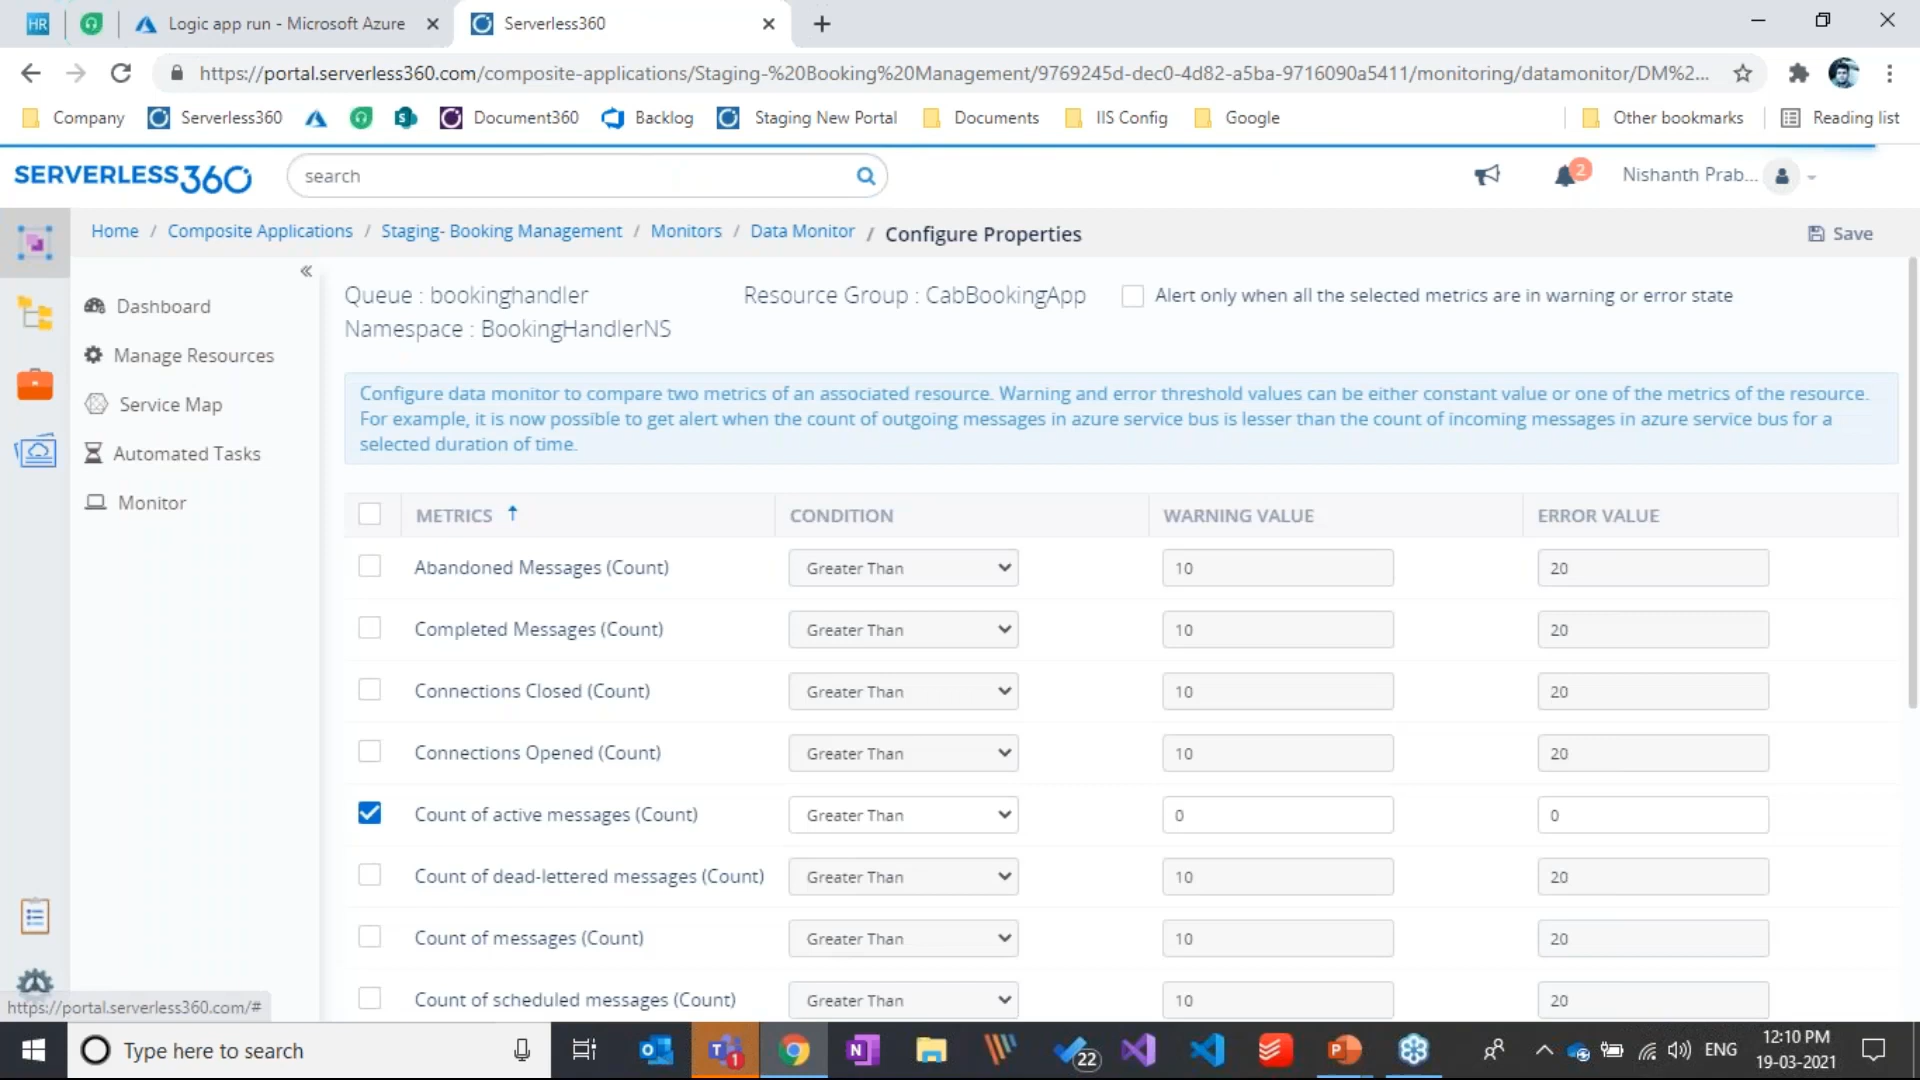 HR
Logic app run - Microsoft Azure
Serverless360
https://portal.serverless360.com/composite-applications/Staging-%20Booking%20Management/9769245d-dec0-4d82-a5ba-9716090a5411/monitoring/datamonitor/DM%2...
Company
Serverless360
S
Document360
Backlog
Staging New Portal
Documents
IIS Config
Google
Other bookmarks
Reading list
SERVERLESS360
search
2
Nishanth Prab...
Home / Composite Applications / Staging- Booking Management / Monitors / Data Monitor / Configure Properties
Save
Dashboard
Manage Resources
Service Map
Automated Tasks
Monitor
Queue : bookinghandler
Resource Group : CabBookingApp
Alert only when all the selected metrics are in warning or error state
Namespace : BookingHandlerNS
Configure data monitor to compare two metrics of an associated resource. Warning and error threshold values can be either constant value or one of the metrics of the resource.
For example, it is now possible to get alert when the count of outgoing messages in azure service bus is lesser than the count of incoming messages in azure service bus for a
selected duration of time.
METRICS CONDITION WARNING VALUE ERROR VALUE
Abandoned Messages (Count) Greater Than 10 20
Completed Messages (Count) Greater Than 10 20
Connections Closed (Count) Greater Than 10 20
Connections Opened (Count) Greater Than 10 20
Count of active messages (Count) Greater Than 0 0
Count of dead-lettered messages (Count) Greater Than 10 20
Count of messages (Count) Greater Than 10 20
Count of scheduled messages (Count) Greater Than 10 20
https://portal.serverless360.com/#
Type here to search
T
1
N
22
P
ENG
12:10 PM
19-03-2021